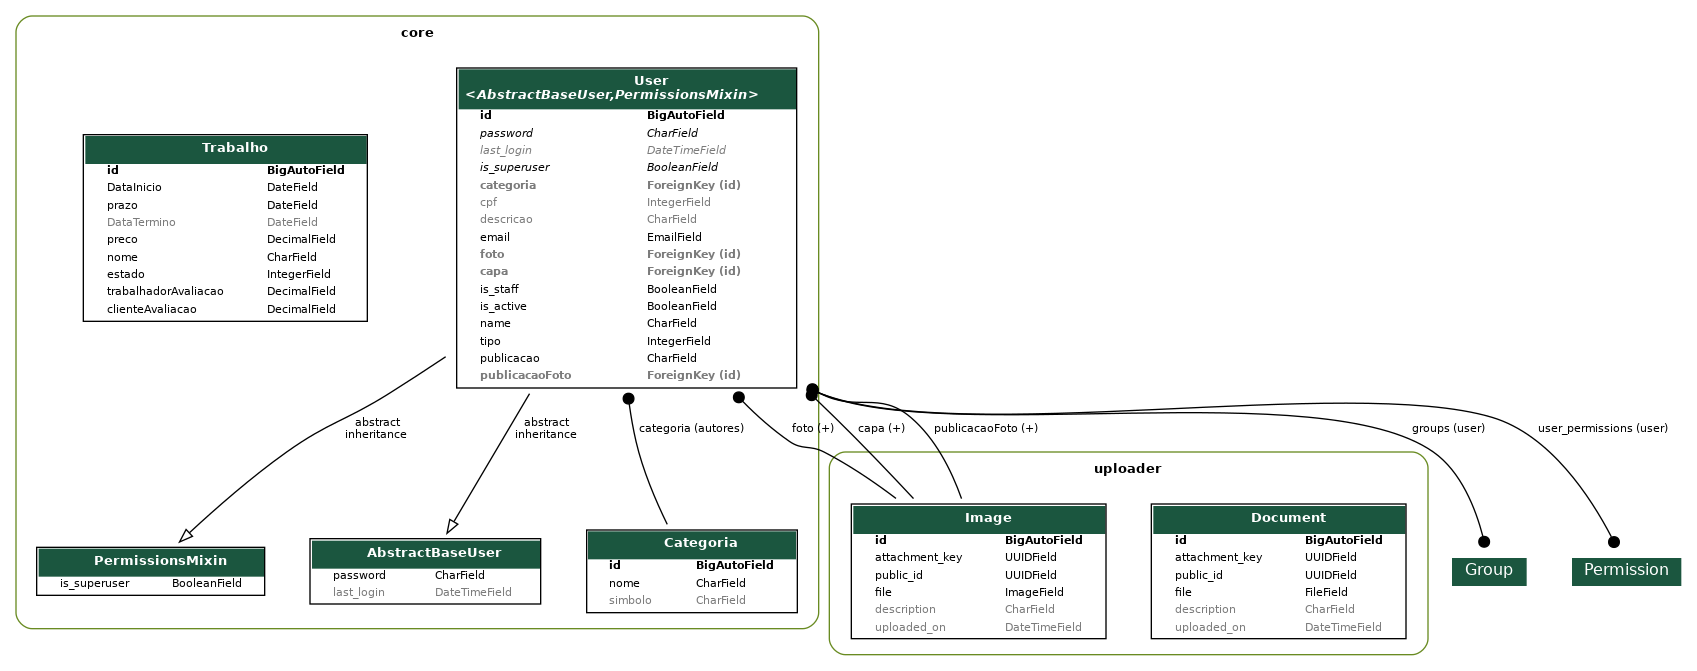 core
User
<AbstractBaseUser,PermissionsMixin>
id BigAutoField
password CharField
last_login DateTimeField
is_superuser BooleanField
categoria ForeignKey (id)
cpf IntegerField
descricao CharField
email EmailField
foto ForeignKey (id)
capa ForeignKey (id)
is_staff BooleanField
is_active BooleanField
name CharField
tipo IntegerField
publicacao CharField
publicacaoFoto ForeignKey (id)
Trabalho
id BigAutoField
DataInicio DateField
prazo DateField
DataTermino DateField
preco DecimalField
nome CharField
estado IntegerField
trabalhadorAvaliacao DecimalField
clienteAvaliacao DecimalField
abstract
inheritance
abstract
inheritance
categoria (autores)
foto (+)
capa (+)
publicacaoFoto (+)
groups (user)
user_permissions (user)
PermissionsMixin
is_superuser BooleanField
AbstractBaseUser
password CharField
last_login DateTimeField
Categoria
id BigAutoField
nome CharField
simbolo CharField
uploader
Image
id BigAutoField
attachment_key UUIDField
public_id UUIDField
file ImageField
description CharField
uploaded_on DateTimeField
Document
id BigAutoField
attachment_key UUIDField
public_id UUIDField
file FileField
description CharField
uploaded_on DateTimeField
Group
Permission